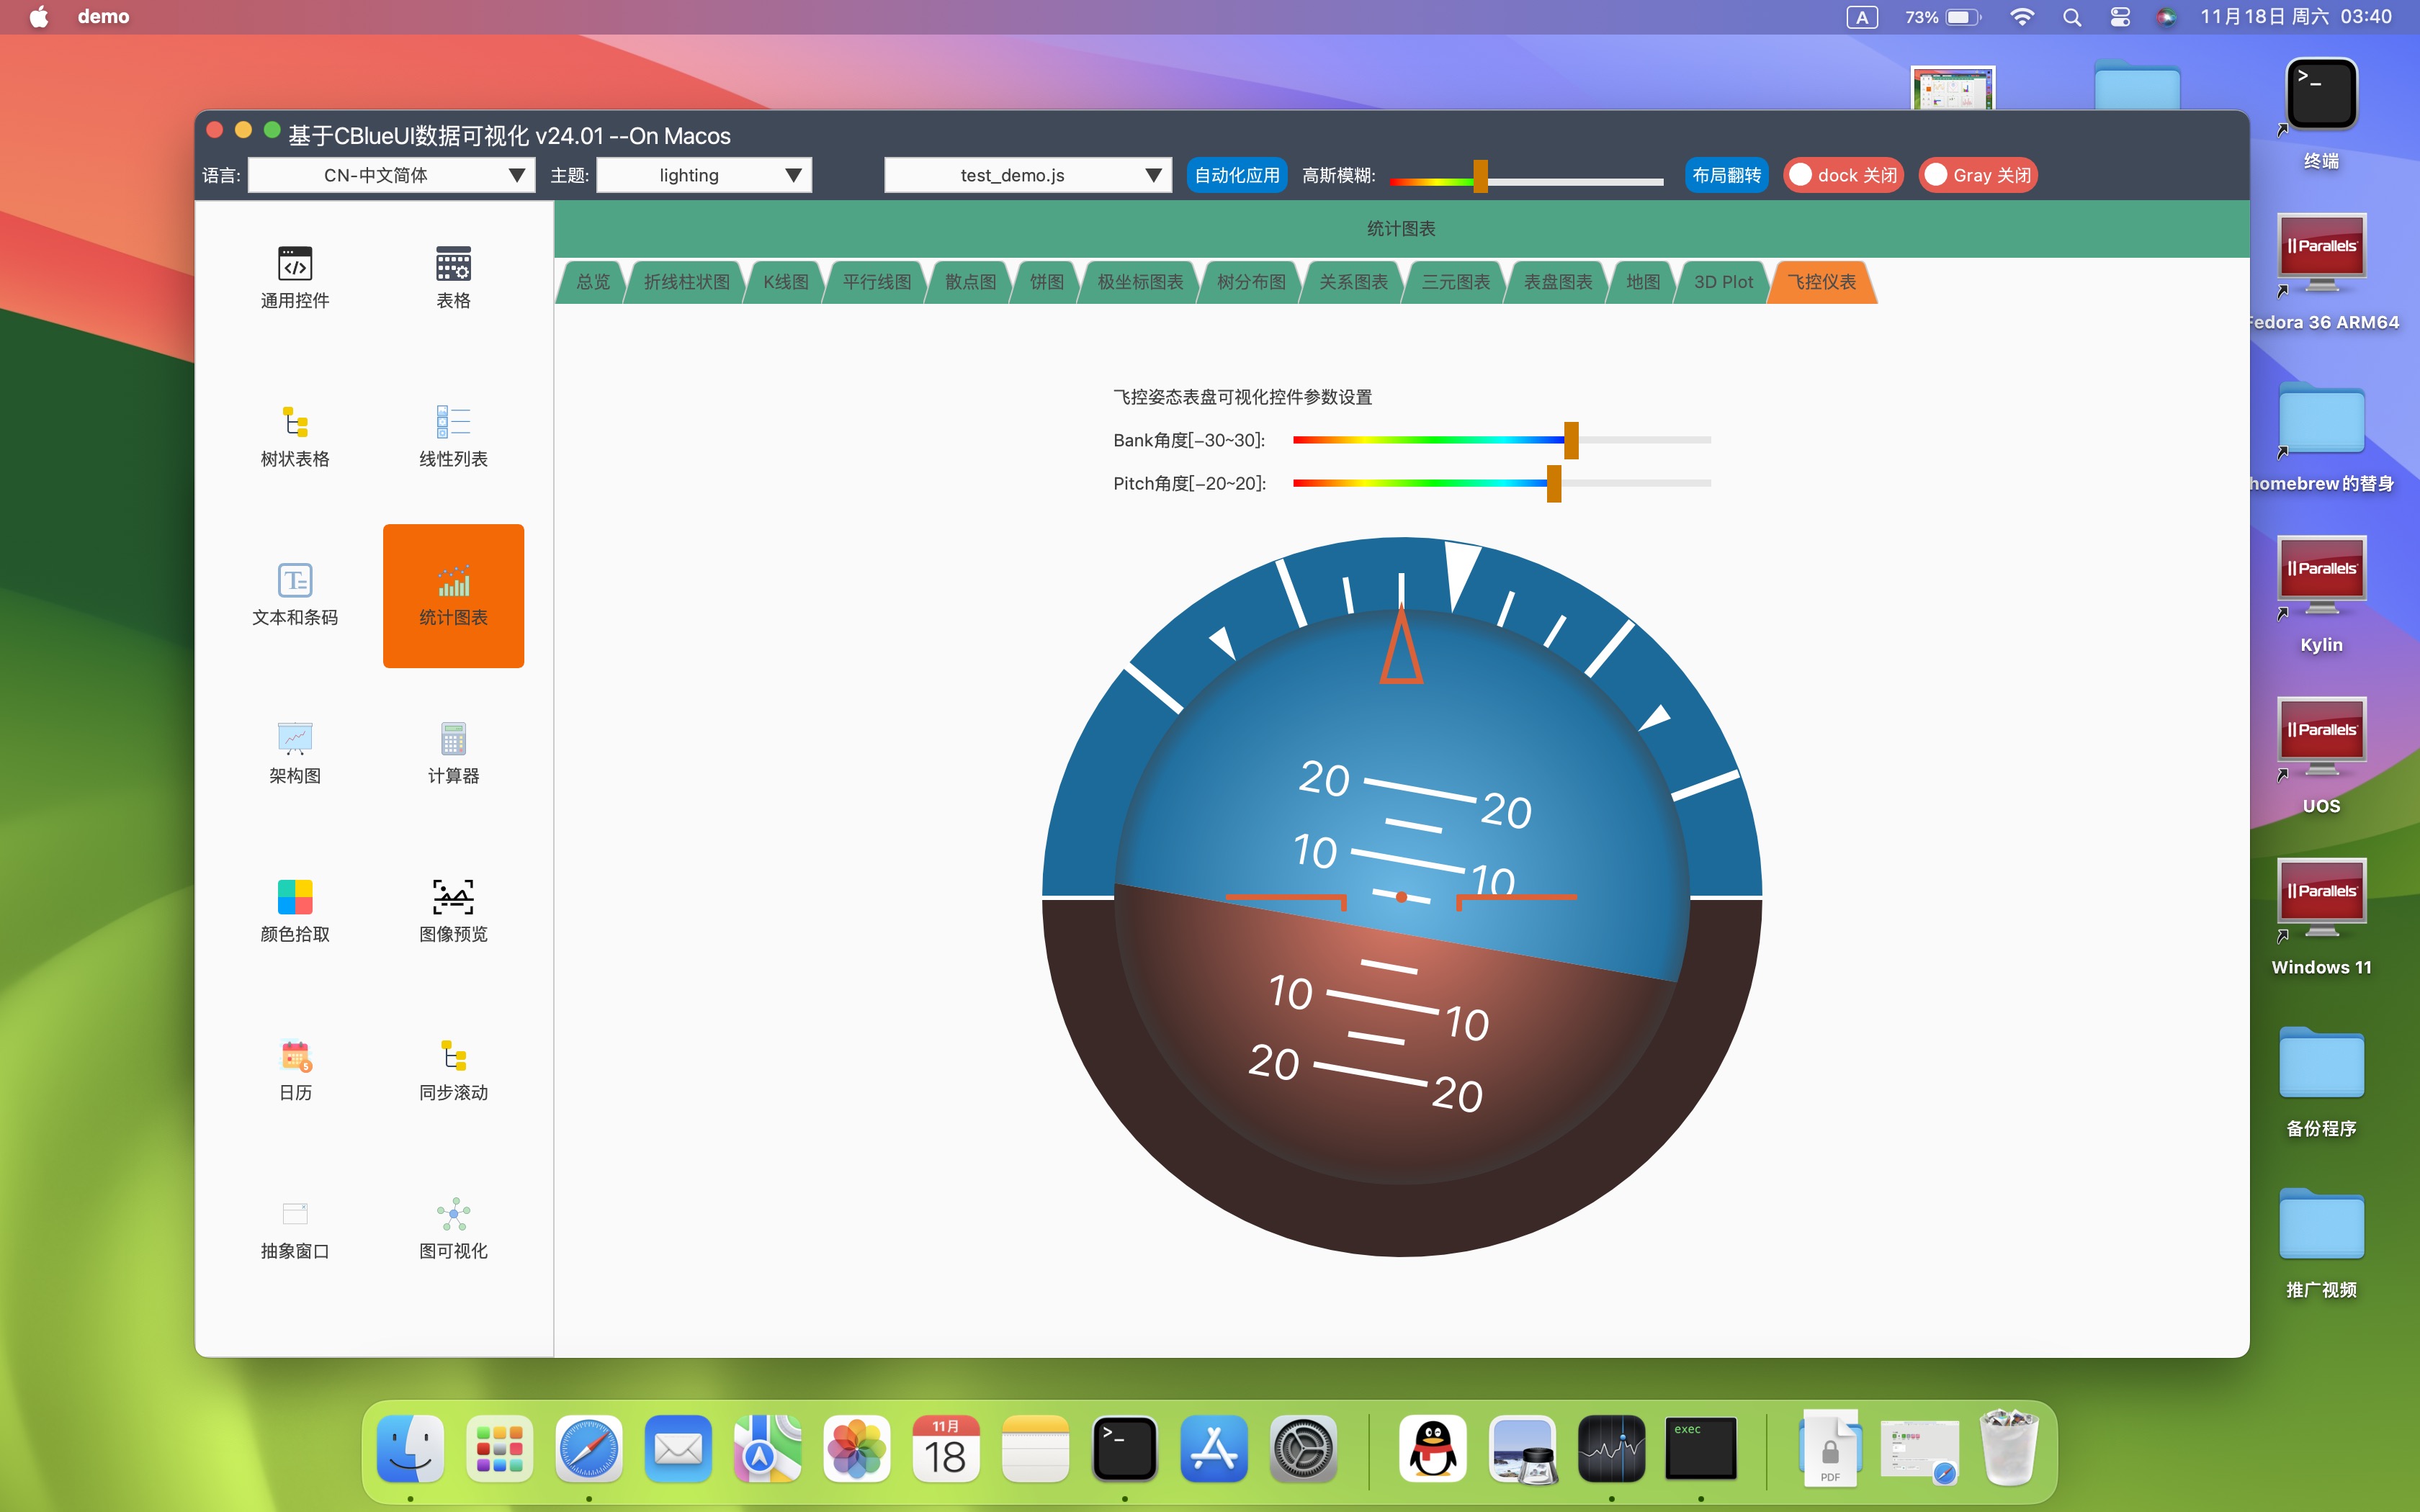 demo
A
73%
11月18日 周六 03:40
基于CBlueUI数据可视化 v24.01 --On Macos
语言:
CN-中文简体
主题:
lighting
test_demo.js
自动化应用
高斯模糊:
布局翻转
dock 关闭
Gray 关闭
通用控件
表格
树状表格
线性列表
文本和条码
统计图表
架构图
计算器
颜色拾取
图像预览
日历
同步滚动
抽象窗口
图可视化
统计图表
总览
折线柱状图
K线图
平行线图
散点图
饼图
极坐标图表
树分布图
关系图表
三元图表
表盘图表
地图
3D Plot
飞控仪表
飞控姿态表盘可视化控件参数设置
Bank角度[−30~30]:
Pitch角度[−20~20]:
20 20
10 10
10 10
20 20
>_
终端
Parallels
Fedora 36 ARM64
homebrew的替身
Parallels
Kylin
Parallels
UOS
Parallels
Windows 11
备份程序
推广视频
11月
18
>_
exec
PDF